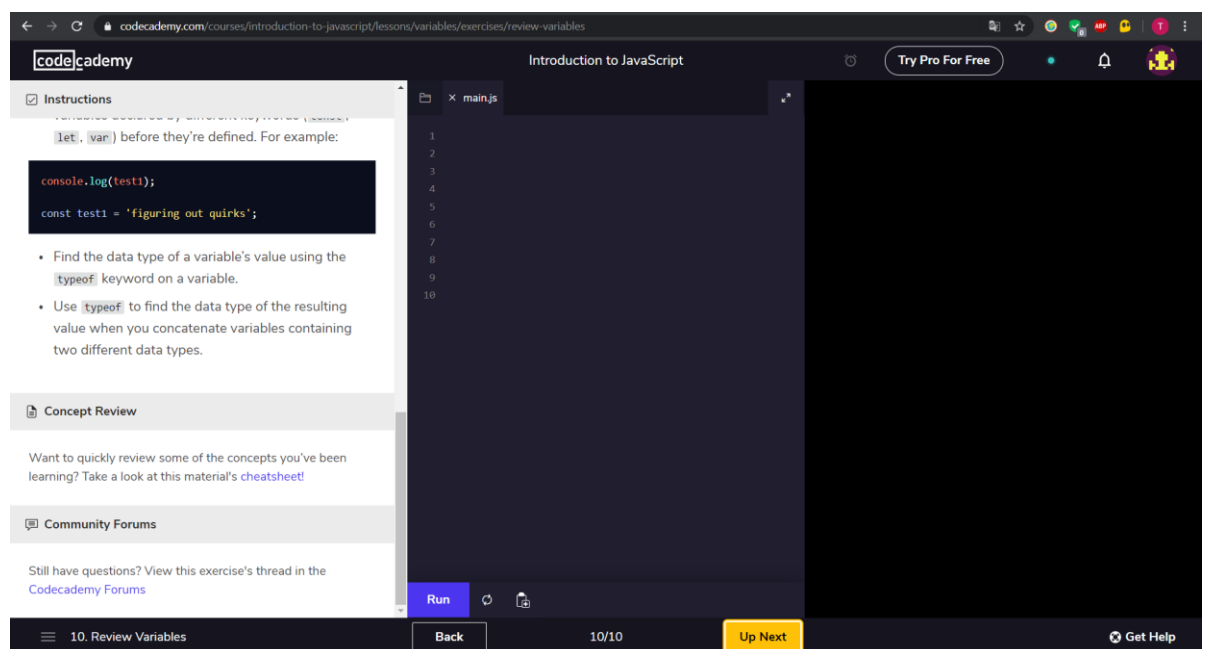 codecademy.com/courses/introduction-to-javascript/lessons/variables/exercises/review-variables
ABP
T
codecademy
Introduction to JavaScript
Try Pro For Free
Instructions
let, var) before they're defined. For example:
console.log(test1);
const test1 = 'figuring out quirks';
• Find the data type of a variable's value using the
typeof keyword on a variable.
• Use typeof to find the data type of the resulting
value when you concatenate variables containing
two different data types.
Concept Review
Want to quickly review some of the concepts you've been
learning? Take a look at this material's cheatsheet!
Community Forums
Still have questions? View this exercise's thread in the
Codecademy Forums
10. Review Variables
main.js
1
2
3
4
5
6
7
8
9
10
Run
Back
10/10
Up Next
Get Help